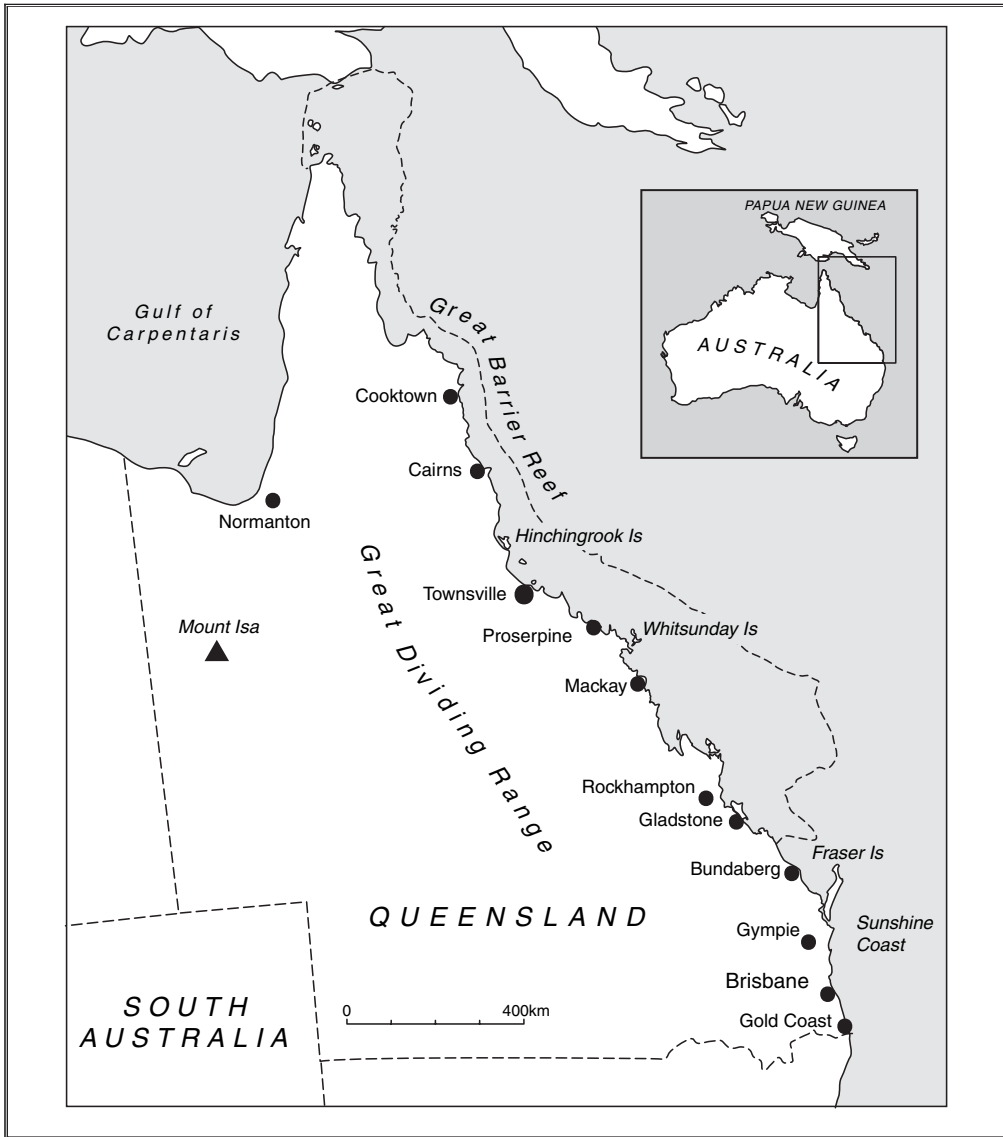 PAPUA NEW GUINEA
AUSTRALIA
Gulf of
Carpentaris
Great Barrier Reef
Cooktown
Cairns
Normanton
Hinchingrook Is
Great Dividing Range
Townsville
Mount Isa
Proserpine
Whitsunday Is
Mackay
Rockhampton
Gladstone
Fraser Is
Bundaberg
QUEENSLAND
Gympie
Sunshine
Coast
Brisbane
SOUTH
AUSTRALIA
0 400km
Gold Coast